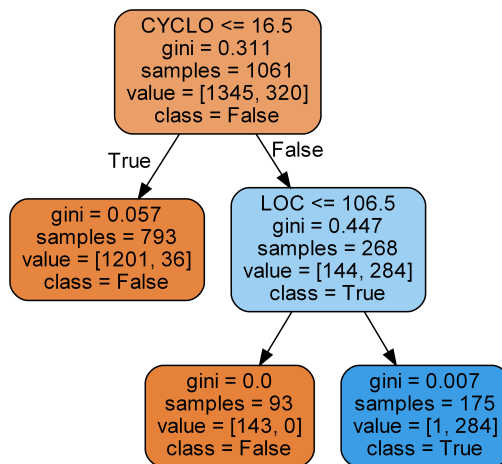 CYCLO <= 16.5
gini = 0.311
samples = 1061
value = [1345, 320]
class = False
True
False
gini = 0.057
samples = 793
value = [1201, 36]
class = False
LOC <= 106.5
gini = 0.447
samples = 268
value = [144, 284]
class = True
gini = 0.0
samples = 93
value = [143, 0]
class = False
gini = 0.007
samples = 175
value = [1, 284]
class = True